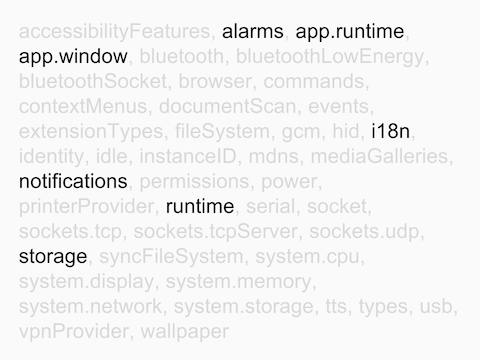 accessibilityFeatures, alarms, app.runtime,
app.window, bluetooth, bluetoothLowEnergy,
bluetoothSocket, browser, commands,
contextMenus, documentScan, events,
extensionTypes, fileSystem, gcm, hid, i18n,
identity, idle, instanceID, mdns, mediaGalleries,
notifications, permissions, power,
printerProvider, runtime, serial, socket,
sockets.tcp, sockets.tcpServer, sockets.udp,
storage, syncFileSystem, system.cpu,
system.display, system.memory,
system.network, system.storage, tts, types, usb,
vpnProvider, wallpaper